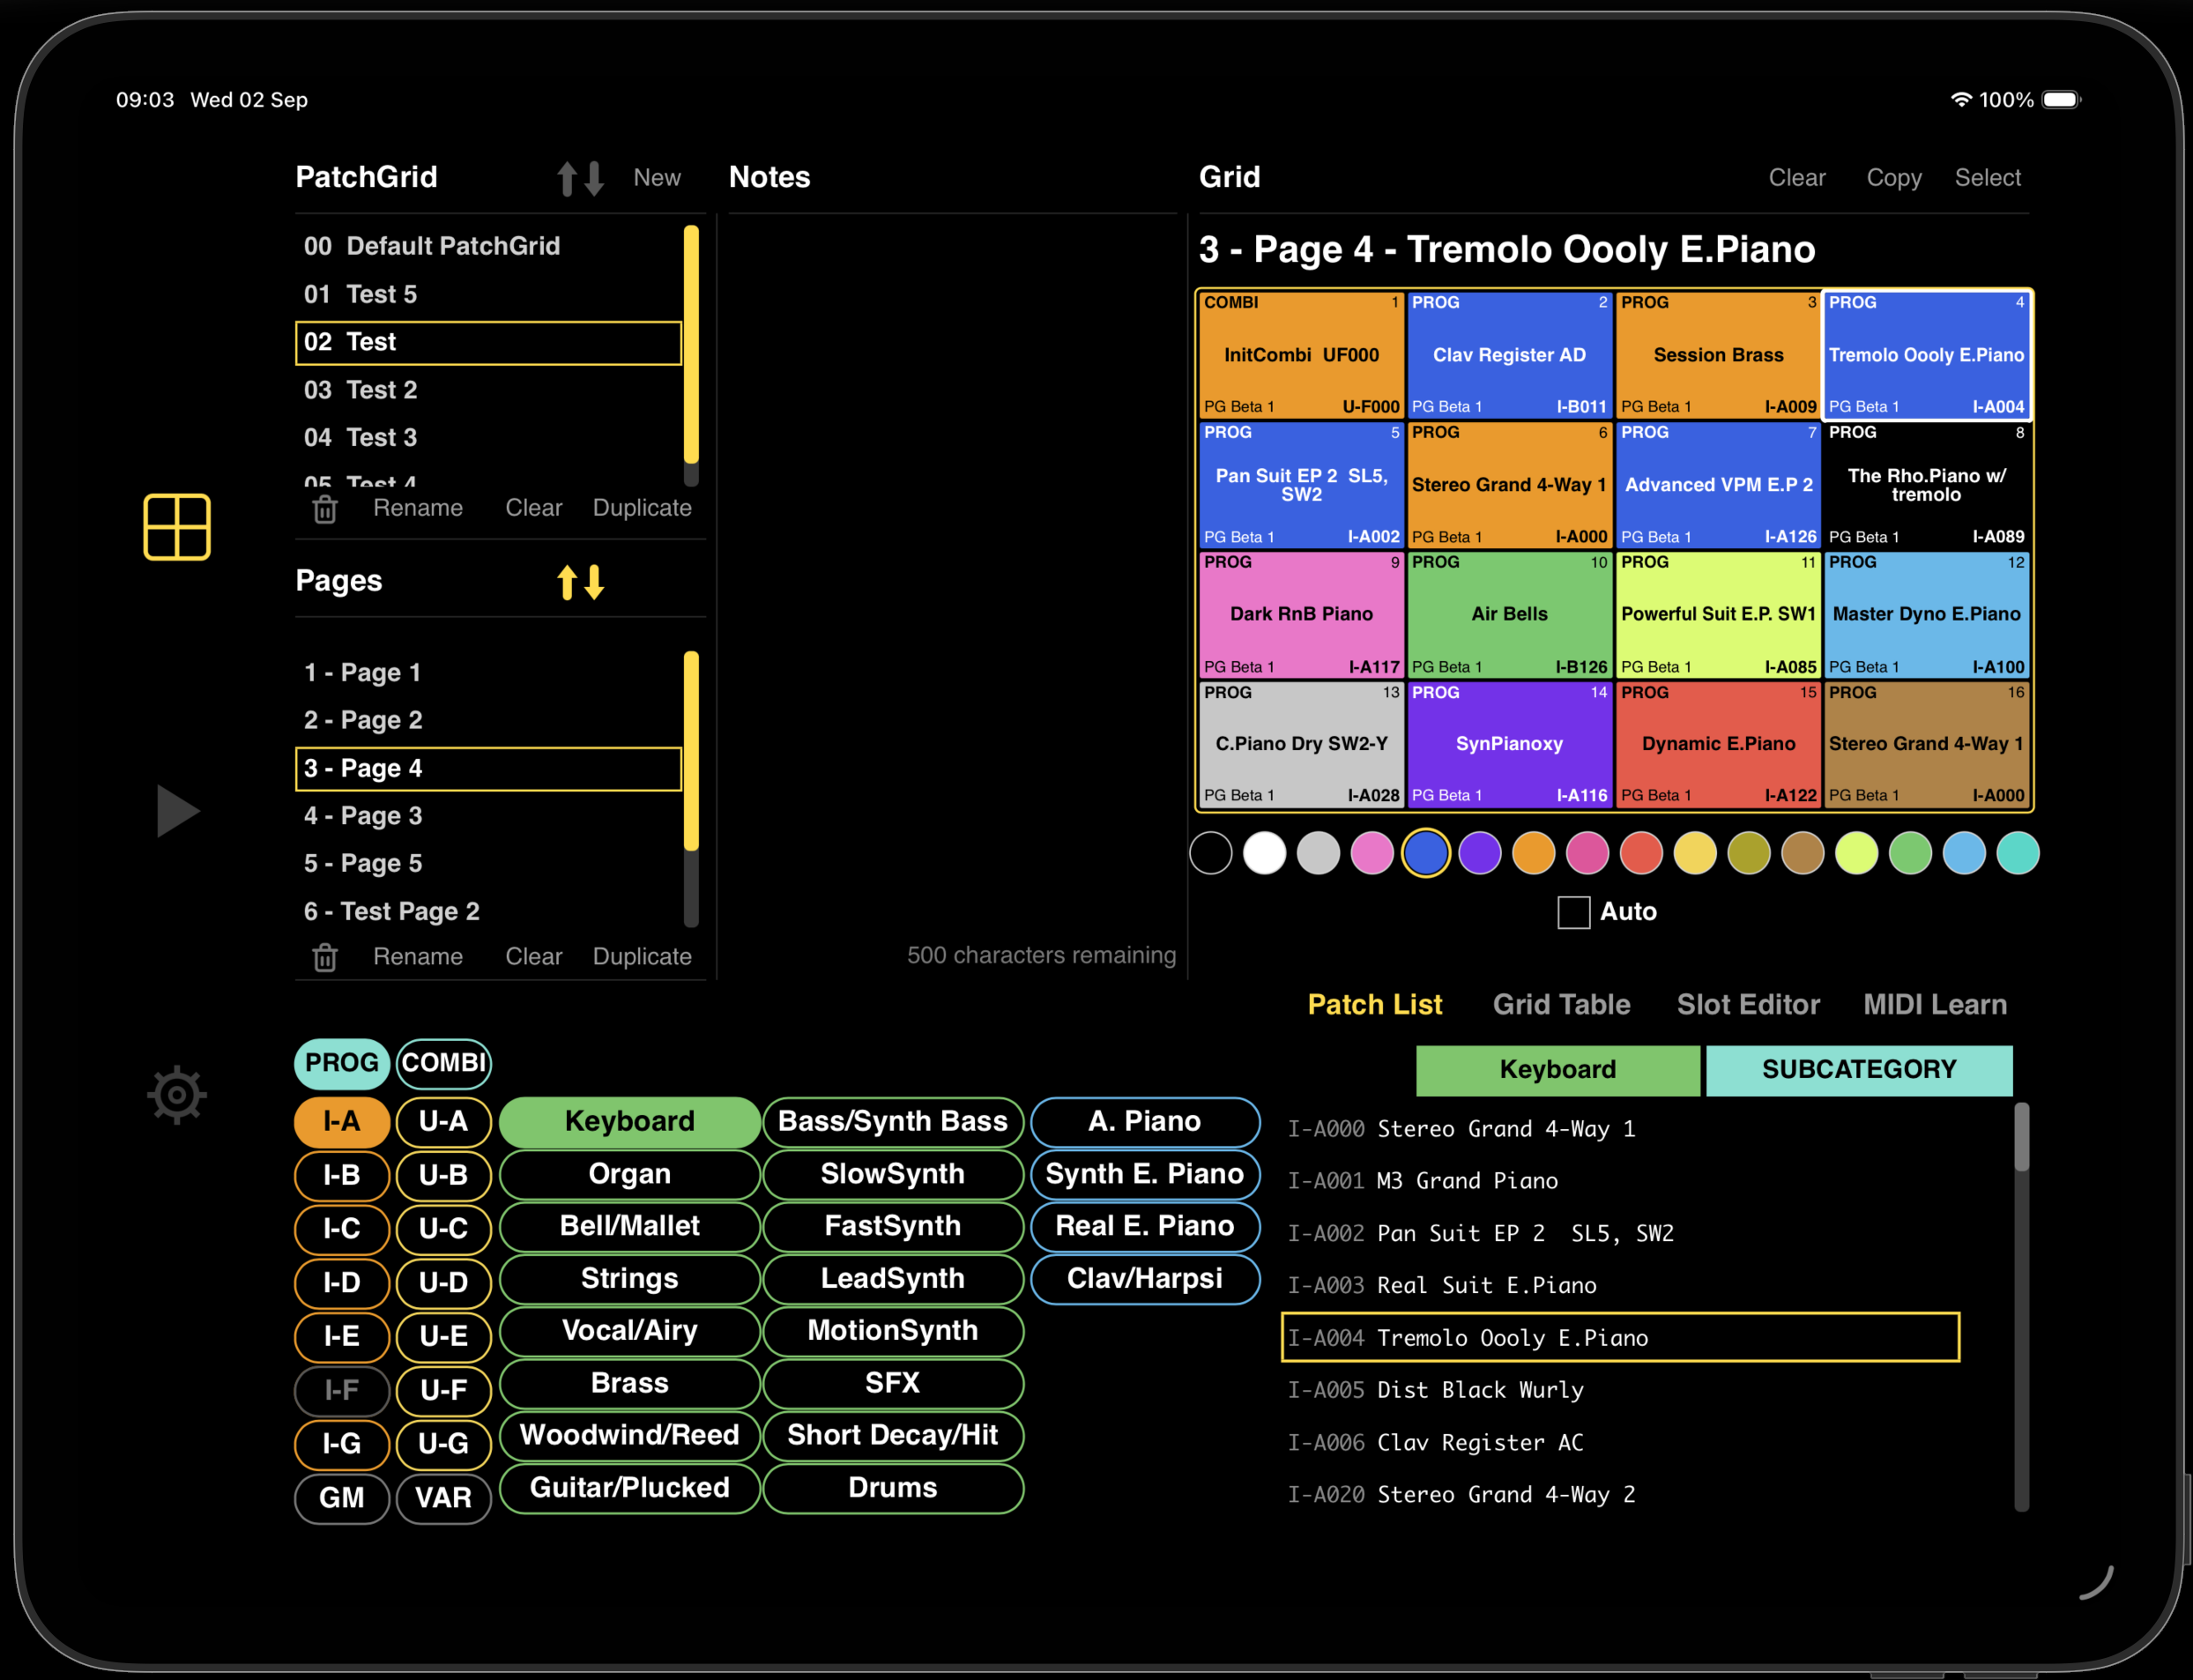 09:03 Wed 02 Sep
100%
PatchGrid
New
00 Default PatchGrid
01 Test 5
02 Test
03 Test 2
04 Test 3
05 Test 4
Rename Clear Duplicate
Pages
1 - Page 1
2 - Page 2
3 - Page 4
4 - Page 3
5 - Page 5
6 - Test Page 2
Rename Clear Duplicate
Notes
500 characters remaining
Grid
Clear Copy Select
3 - Page 4 - Tremolo Oooly E.Piano
COMBI 1
InitCombi UF000
PG Beta 1 U-F000
PROG 2
Clav Register AD
PG Beta 1 I-B011
PROG 3
Session Brass
PG Beta 1 I-A009
PROG 4
Tremolo Oooly E.Piano
PG Beta 1 I-A004
PROG 5
Pan Suit EP 2 SL5,
SW2
PG Beta 1 I-A002
PROG 6
Stereo Grand 4-Way 1
PG Beta 1 I-A000
PROG 7
Advanced VPM E.P 2
PG Beta 1 I-A126
PROG 8
The Rho.Piano w/
tremolo
PG Beta 1 I-A089
PROG 9
Dark RnB Piano
PG Beta 1 I-A117
PROG 10
Air Bells
PG Beta 1 I-B126
PROG 11
Powerful Suit E.P. SW1
PG Beta 1 I-A085
PROG 12
Master Dyno E.Piano
PG Beta 1 I-A100
PROG 13
C.Piano Dry SW2-Y
PG Beta 1 I-A028
PROG 14
SynPianoxy
PG Beta 1 I-A116
PROG 15
Dynamic E.Piano
PG Beta 1 I-A122
PROG 16
Stereo Grand 4-Way 1
PG Beta 1 I-A000
Auto
Patch List Grid Table Slot Editor MIDI Learn
PROG COMBI
I-A U-A
I-B U-B
I-C U-C
I-D U-D
I-E U-E
I-F U-F
I-G U-G
GM VAR
Keyboard Bass/Synth Bass A. Piano
Organ SlowSynth Synth E. Piano
Bell/Mallet FastSynth Real E. Piano
Strings LeadSynth Clav/Harpsi
Vocal/Airy MotionSynth
Brass SFX
Woodwind/Reed Short Decay/Hit
Guitar/Plucked Drums
Keyboard SUBCATEGORY
I-A000 Stereo Grand 4-Way 1
I-A001 M3 Grand Piano
I-A002 Pan Suit EP 2 SL5, SW2
I-A003 Real Suit E.Piano
I-A004 Tremolo Oooly E.Piano
I-A005 Dist Black Wurly
I-A006 Clav Register AC
I-A020 Stereo Grand 4-Way 2